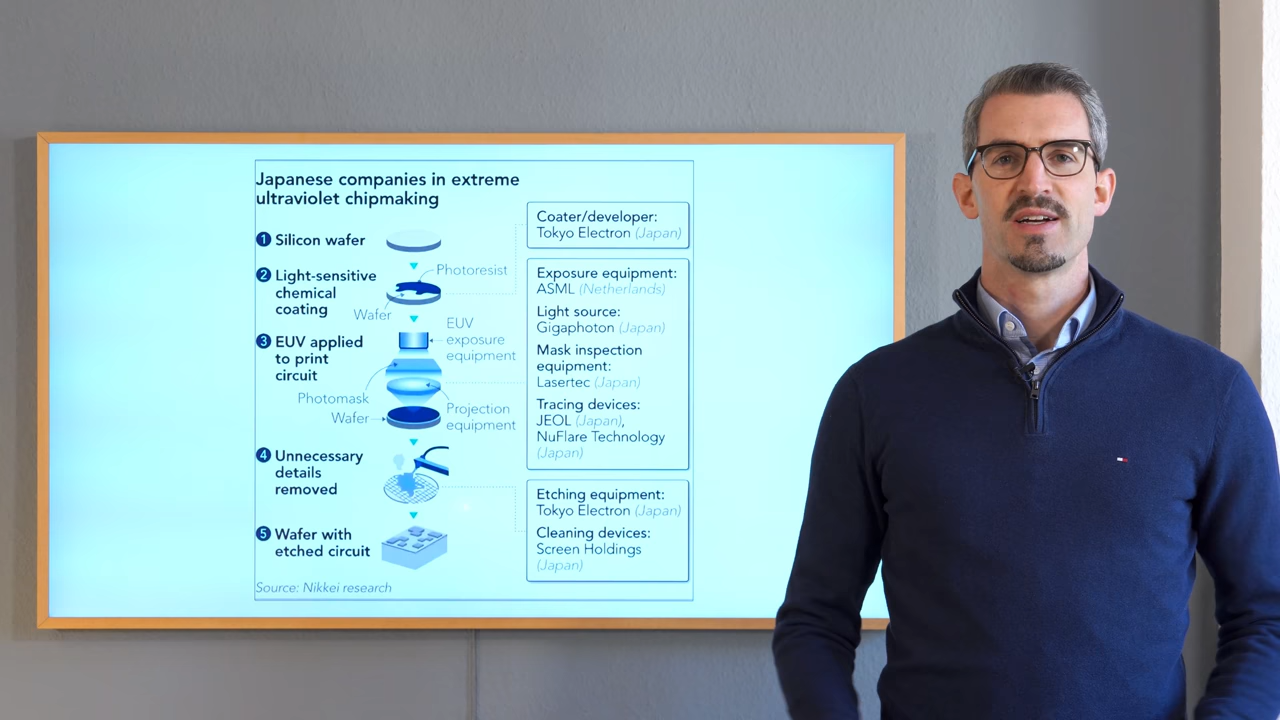 Japanese companies in extreme
ultraviolet chipmaking
1 Silicon wafer
2 Light-sensitive
chemical
coating
Photoresist
Wafer
3 EUV applied
to print
circuit
EUV
exposure
equipment
Photomask
Wafer
Projection
equipment
4 Unnecessary
details
removed
5 Wafer with
etched circuit
Coater/developer:
Tokyo Electron (Japan)
Exposure equipment:
ASML (Netherlands)
Light source:
Gigaphoton (Japan)
Mask inspection
equipment:
Lasertec (Japan)
Tracing devices:
JEOL (Japan),
NuFlare Technology
(Japan)
Etching equipment:
Tokyo Electron (Japan)
Cleaning devices:
Screen Holdings
(Japan)
Source: Nikkei research